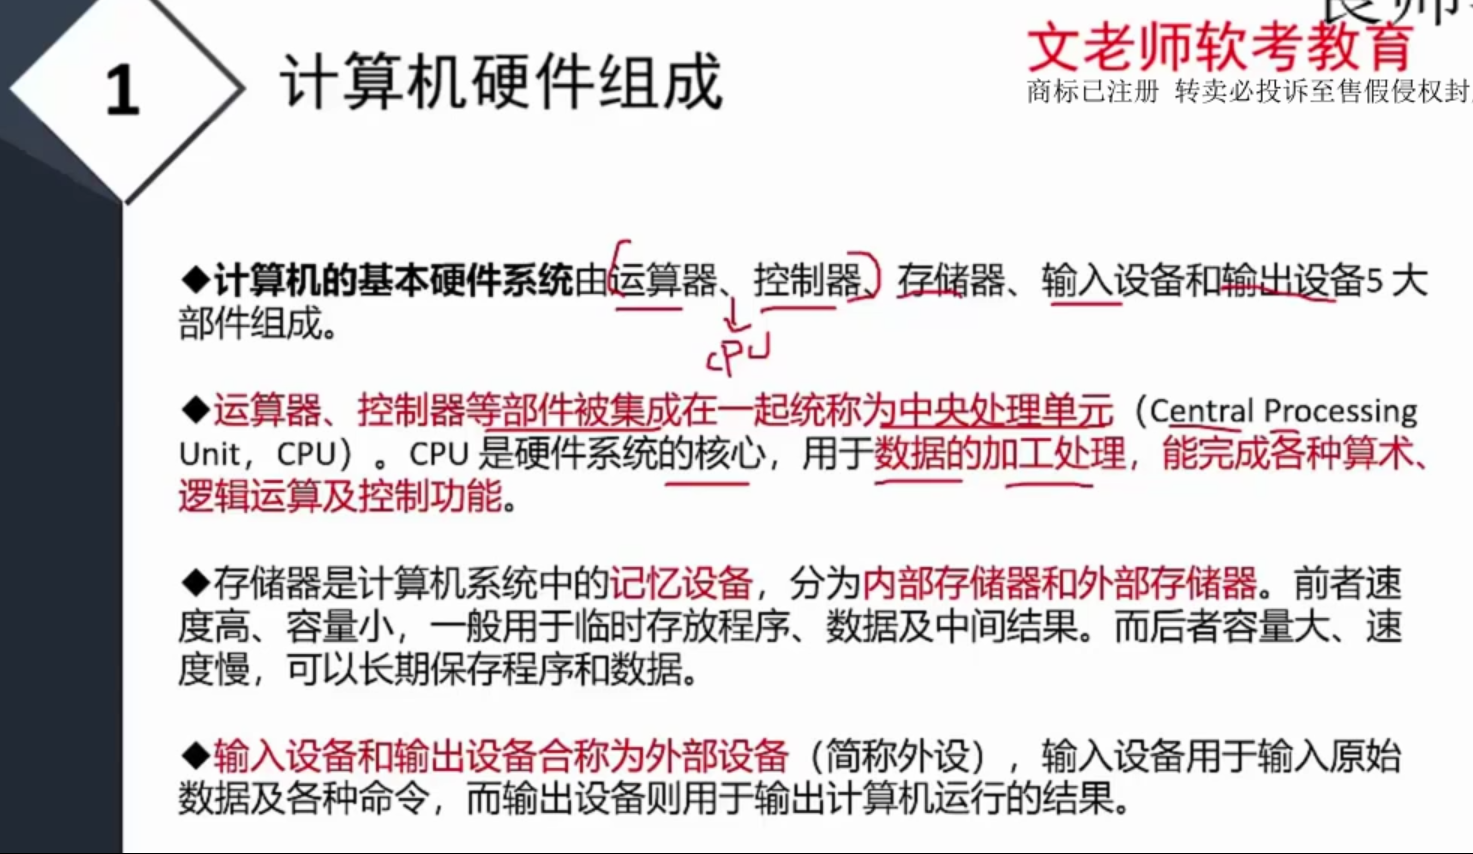 良师
文老师软考教育
商标已注册 转卖必投诉至售假侵权封
1
计算机硬件组成
◆计算机的基本硬件系统由运算器、控制器、存储器、输入设备和输出设备5 大
部件组成。
CPU
◆运算器、控制器等部件被集成在一起统称为中央处理单元（Central Processing
Unit，CPU）。CPU 是硬件系统的核心，用于数据的加工处理，能完成各种算术、
逻辑运算及控制功能。
◆存储器是计算机系统中的记忆设备，分为内部存储器和外部存储器。前者速
度高、容量小，一般用于临时存放程序、数据及中间结果。而后者容量大、速
度慢，可以长期保存程序和数据。
◆输入设备和输出设备合称为外部设备（简称外设），输入设备用于输入原始
数据及各种命令，而输出设备则用于输出计算机运行的结果。